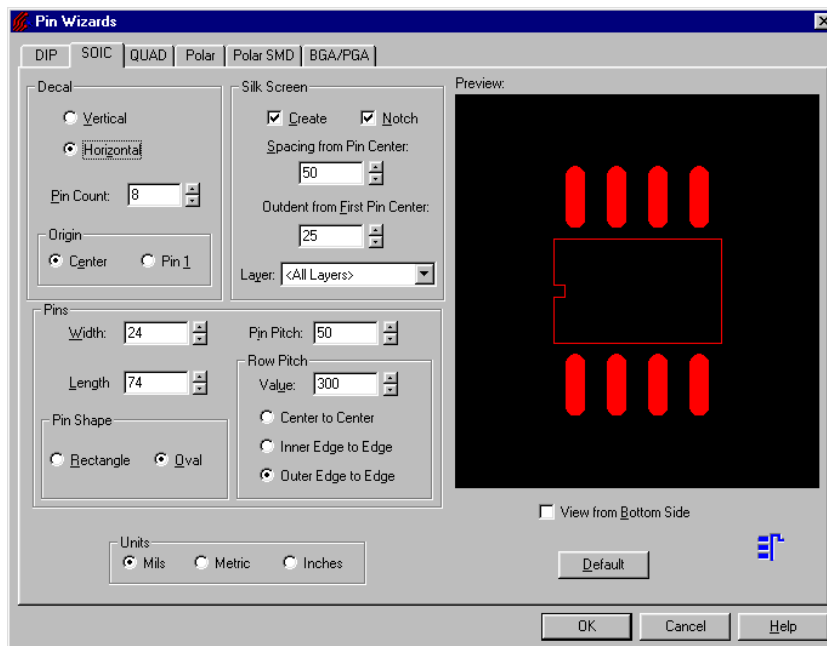 Pin Wizards
DIP SOIC QUAD Polar Polar SMD BGA/PGA
Decal
Vertical
Horizontal
Pin Count: 8
Origin
Center Pin 1
Silk Screen
Create Notch
Spacing from Pin Center:
50
Outdent from First Pin Center:
25
Layer: <All Layers>
Pins
Width: 24
Length 74
Pin Shape
Rectangle Oval
Pin Pitch: 50
Row Pitch
Value: 300
Center to Center
Inner Edge to Edge
Outer Edge to Edge
Units
Mils Metric Inches
Preview:
View from Bottom Side
Default
OK Cancel Help